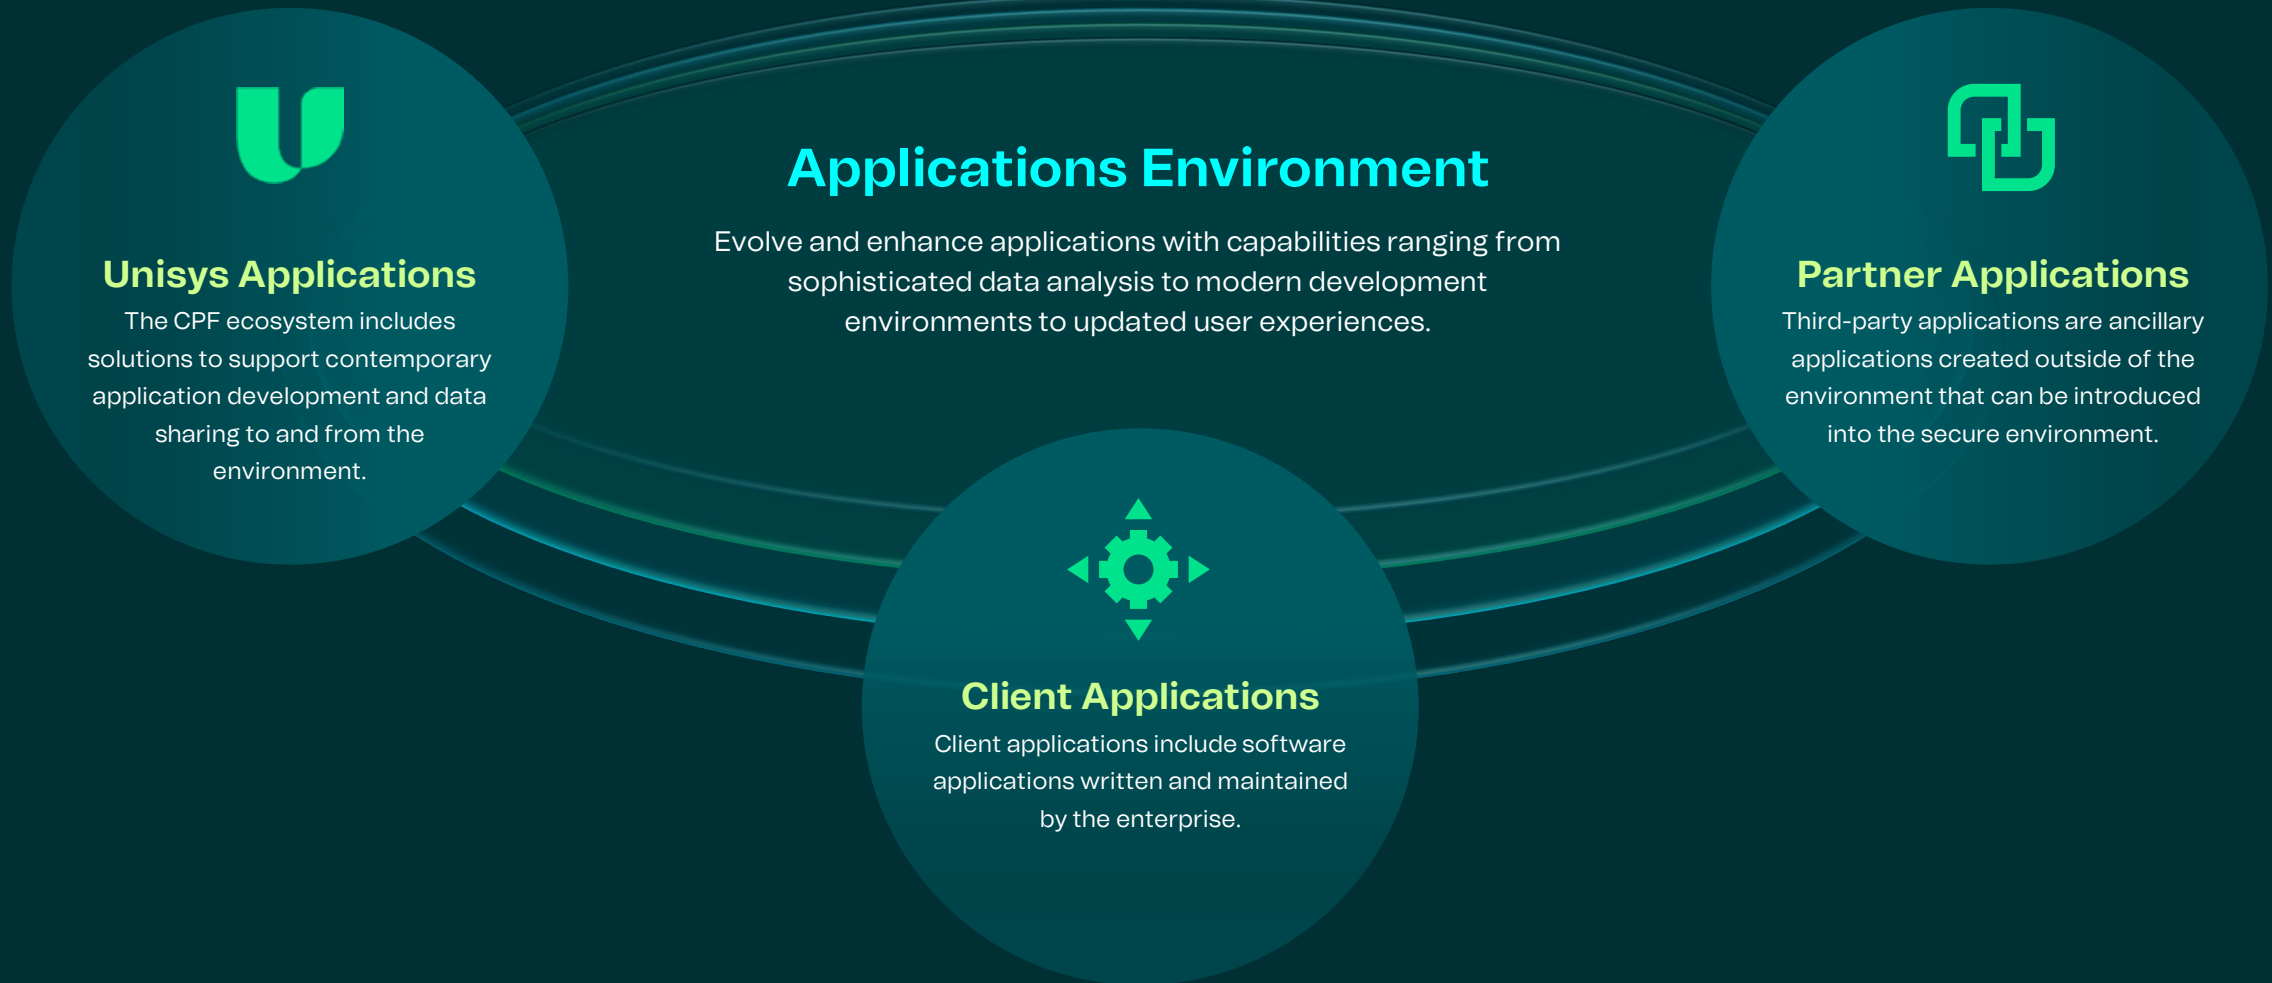 Applications Environment
Evolve and enhance applications with capabilities ranging from
sophisticated data analysis to modern development
environments to updated user experiences.
Unisys Applications
The CPF ecosystem includes
solutions to support contemporary
application development and data
sharing to and from the
environment.
Partner Applications
Third-party applications are ancillary
applications created outside of the
environment that can be introduced
into the secure environment.
Client Applications
Client applications include software
applications written and maintained
by the enterprise.